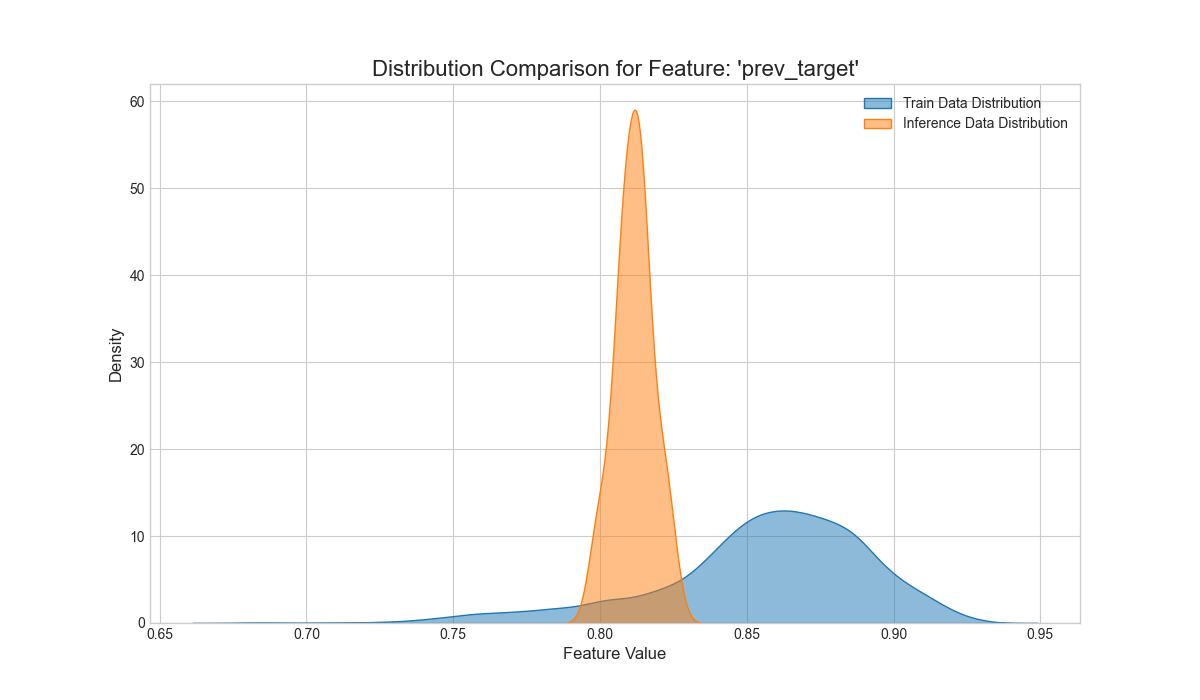 Distribution Comparison for Feature: 'prev_target'
Train Data Distribution
Inference Data Distribution
Density
60
50
40
30
20
10
0
0.65 0.70 0.75 0.80 0.85 0.90 0.95
Feature Value